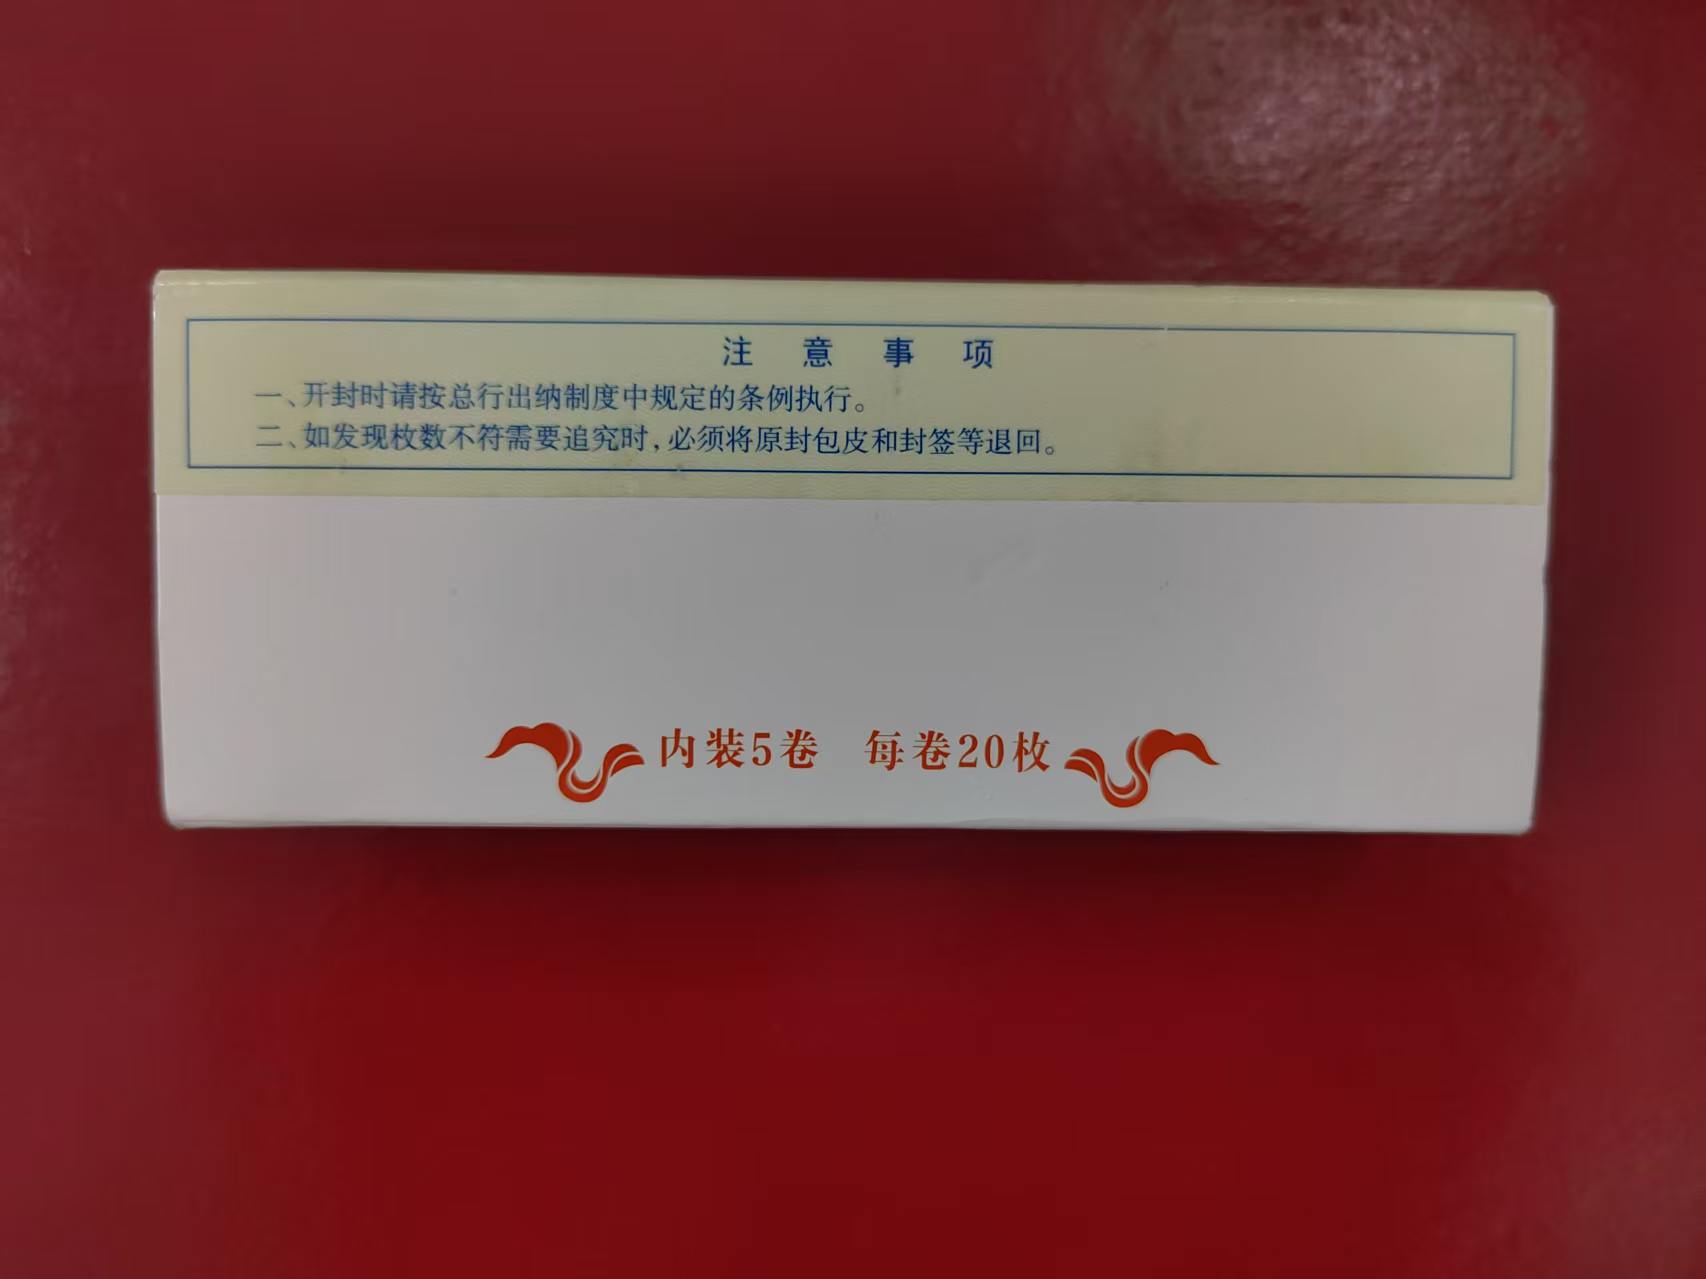 注意事项
一、开封时请按总行出纳制度中规定的条例执行。
二、如发现枚数不符需要追究时,必须将原封包皮和封签等退回。
内装5卷 每卷20枚